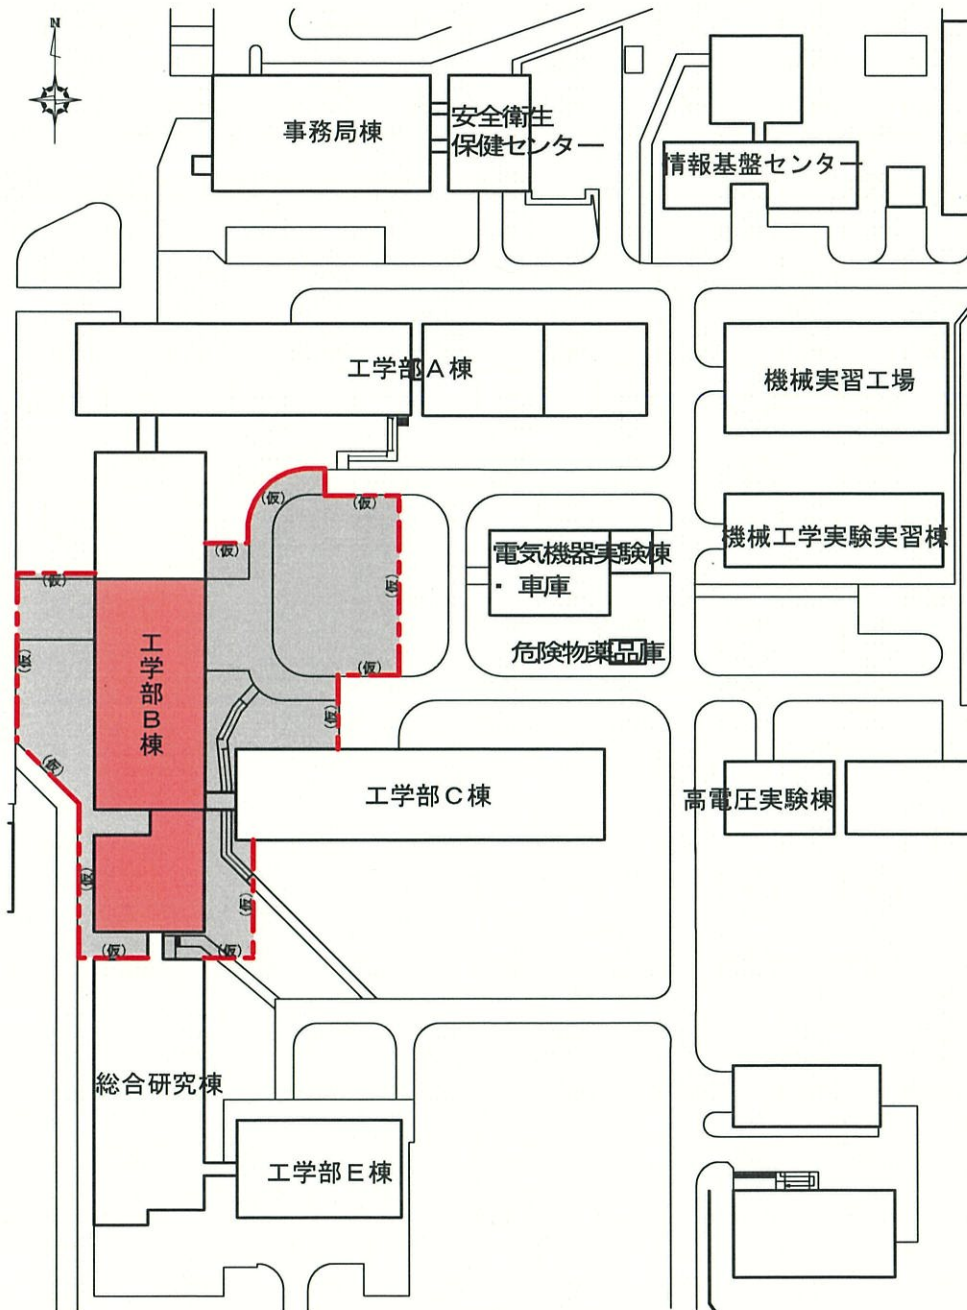 N
事務局棟
安全衛生
保健センター
情報基盤センター
工学部A棟
機械実習工場
(仮)
(仮)
(仮)
(仮)
(仮)
(仮)
(仮)
(仮)
(仮)
(仮)
(仮)
(仮)
(仮)
電気機器実験棟
・車庫
機械工学実験実習棟
危険物薬品庫
工学部B棟
工学部C棟
高電圧実験棟
総合研究棟
工学部E棟